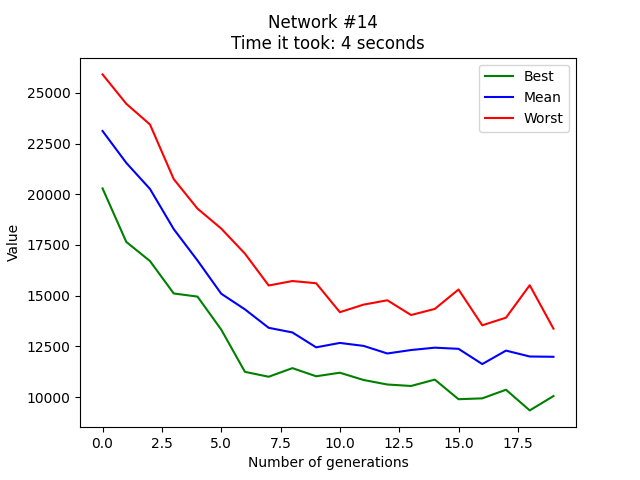 Network #14
Time it took: 4 seconds
Best
Mean
Worst
Value
25000
22500
20000
17500
15000
12500
10000
0.0 2.5 5.0 7.5 10.0 12.5 15.0 17.5
Number of generations